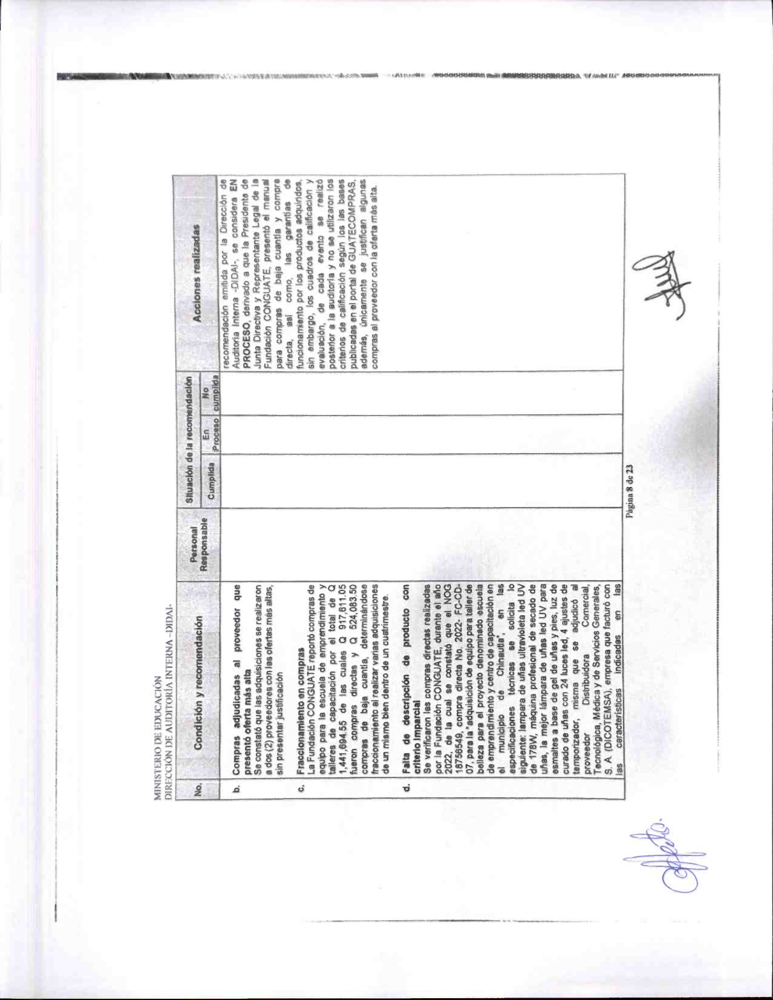 MINISTERIO DE EDUCACIÓN
DIRECCIÓN DE AUDITORÍA INTERNA –DIDAI-
No.
Condición y recomendación
Personal
Responsable
Situación de la recomendación
Cumplida
En
Proceso
No
cumplida
Acciones realizadas
b.
Compras adjudicadas al proveedor que
presentó oferta más alta
Se constató que las adquisiciones se realizaron
a dos (2) proveedores con las ofertas más altas,
sin presentar justificación
c.
Fraccionamiento en compras
La Fundación CONGUATE reportó compras de
equipo para la escuela de emprendimiento y
talleres de capacitación por el total de Q
1,441,694.55 de las cuales Q 917,611.05
fueron compras directas y Q 524,083.50
compras de baja cuantía, determinándose
fraccionamiento al realizar varias adquisiciones
de un mismo bien dentro de un cuatrimestre.
d.
Falta de descripción de producto con
criterio Imparcial
Se verificaron las compras directas realizadas
por la Fundación CONGUATE, durante el año
2022, de la cual se constató que el NOG
18756549, compra directa No. 2022- FC-CD-
07, para la "adquisición de equipo para taller de
belleza para el proyecto denominado escuela
de emprendimiento y centro de capacitación en
el municipio de Chinautla", en las
especificaciones técnicas se solicita lo
siguiente: lampara de uñas ultravioleta led UV
de 178W, máquina profesional de secado de
uñas, la mejor lámpara de uñas led UV para
esmaltes a base de gel de uñas y pies, luz de
curado de uñas con 24 luces led, 4 ajustes de
temporizador, misma que se adjudicó al
proveedor Distribuidora Comercial,
Tecnológica, Médica y de Servicios Generales,
S. A (DICOTEMSA), empresa que facturó con
las características indicadas en las
recomendación emitida por la Dirección de
Auditoría Interna -DIDAI-, se considera EN
PROCESO, derivado a que la Presidente de
Junta Directiva y Representante Legal de la
Fundación CONGUATE, presentó el manual
para compras de baja cuantía y compra
directa, así como, las garantías de
funcionamiento por los productos adquiridos,
sin embargo, los cuadros de calificación y
evaluación, de cada evento se realizó
posterior a la auditoría y no se utilizaron los
criterios de calificación según los las bases
publicadas en el portal de GUATECOMPRAS,
además, únicamente se justifican algunas
compras al proveedor con la oferta más alta.
Página 8 de 23